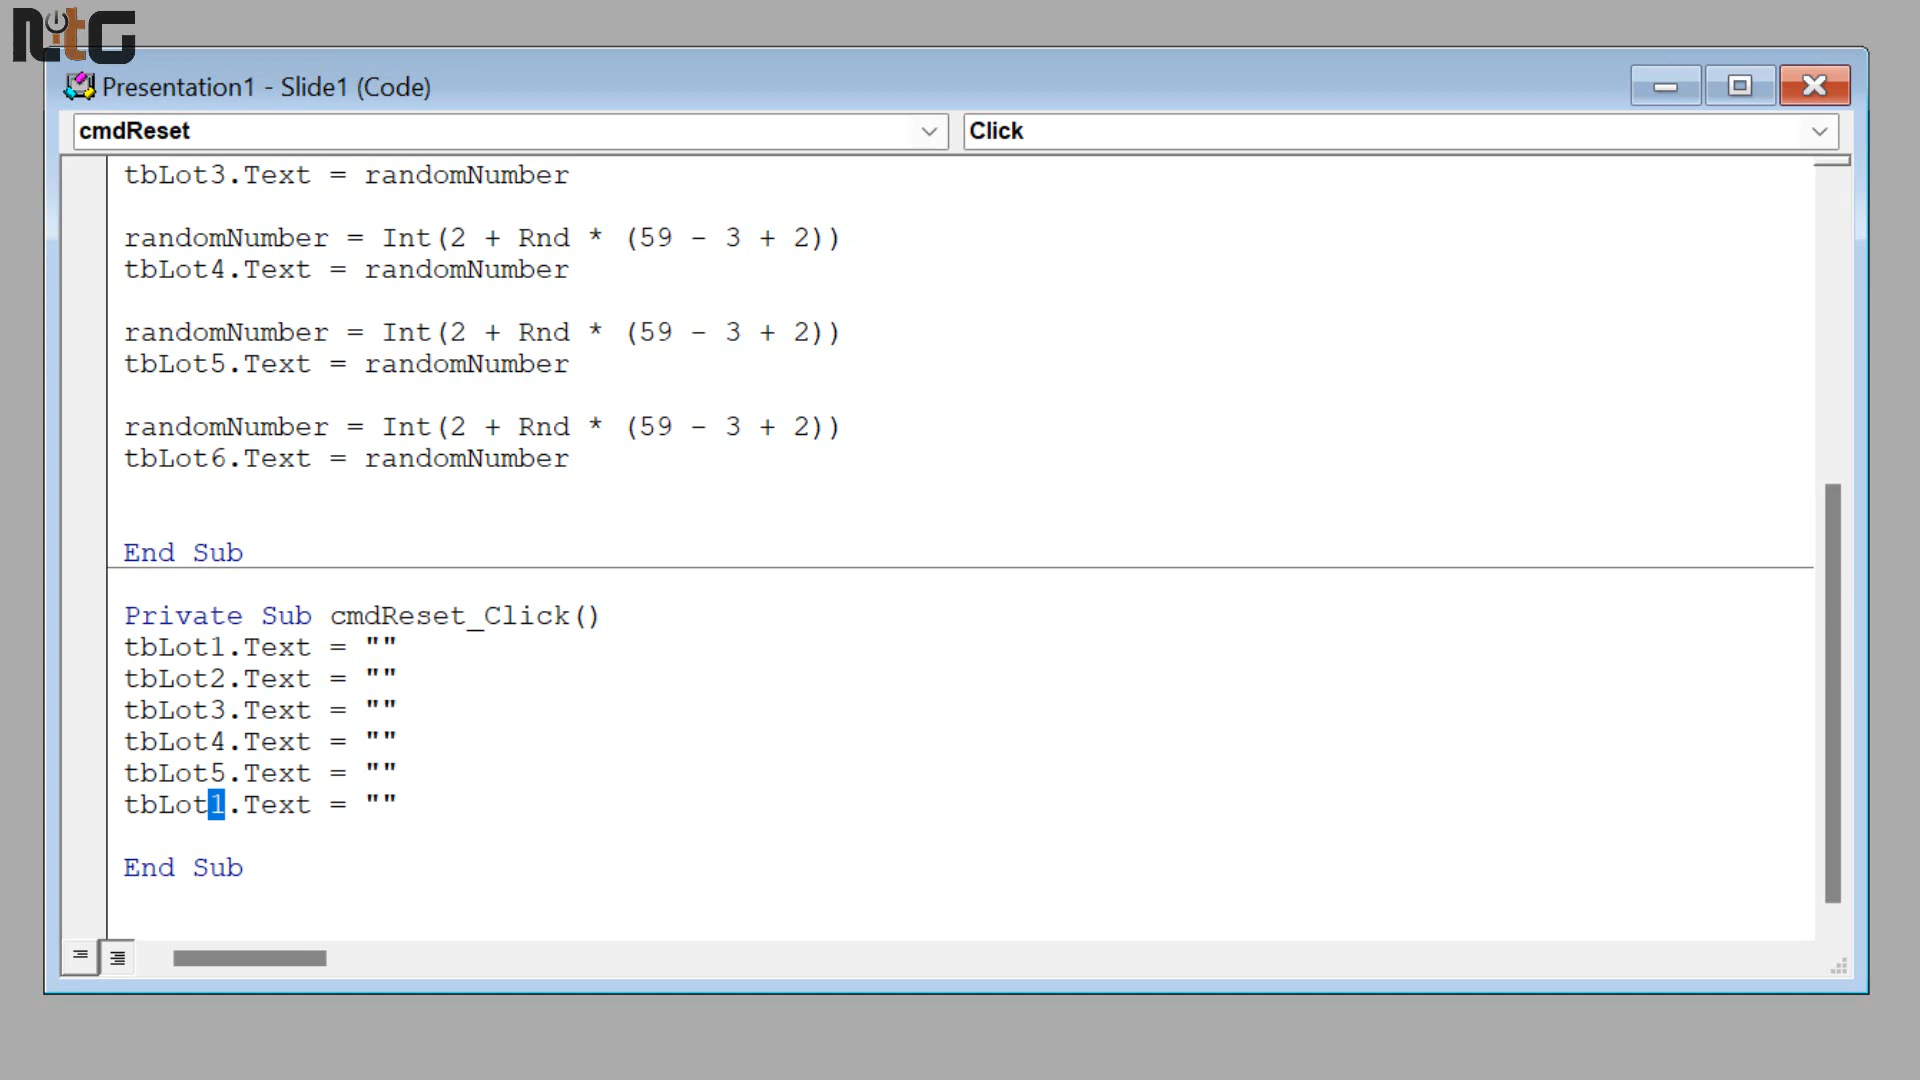 NtG
Presentation1 - Slide1 (Code)
cmdReset
Click
tbLot3.Text = randomNumber
randomNumber = Int(2 + Rnd * (59 - 3 + 2))
tbLot4.Text = randomNumber
randomNumber = Int(2 + Rnd * (59 - 3 + 2))
tbLot5.Text = randomNumber
randomNumber = Int(2 + Rnd * (59 - 3 + 2))
tbLot6.Text = randomNumber
End Sub
Private Sub cmdReset_Click()
tbLot1.Text = ""
tbLot2.Text = ""
tbLot3.Text = ""
tbLot4.Text = ""
tbLot5.Text = ""
tbLot1.Text = ""
End Sub